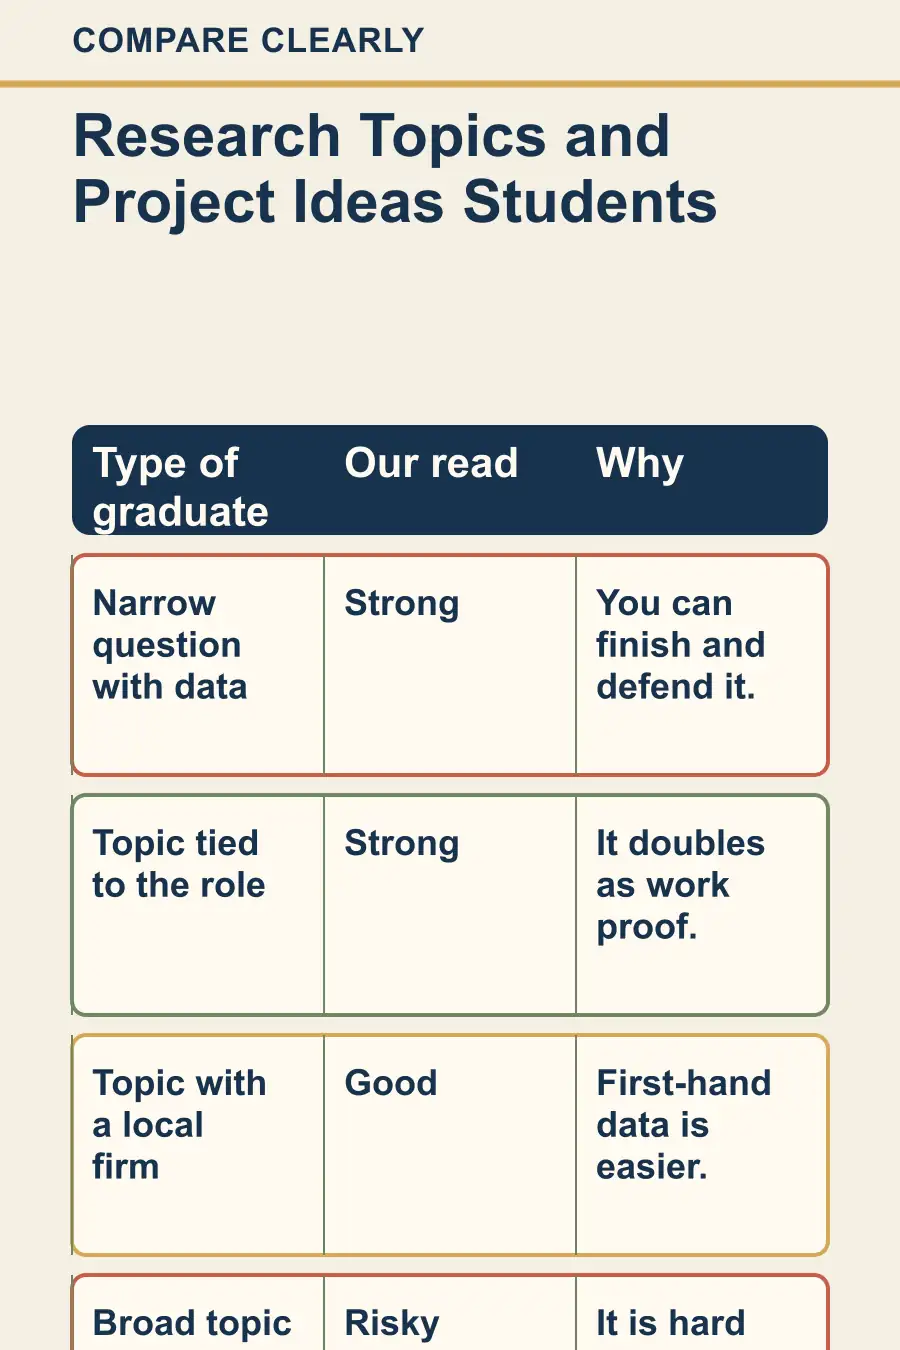 COMPARE CLEARLY
Research Topics and
Project Ideas Students
Type of
graduate
Our read
Why
Narrow
question
with data
Strong
You can
finish and
defend it.
Topic tied
to the role
Strong
It doubles
as work
proof.
Topic with
a local
firm
Good
First-hand
data is
easier.
Broad topic
Risky
It is hard